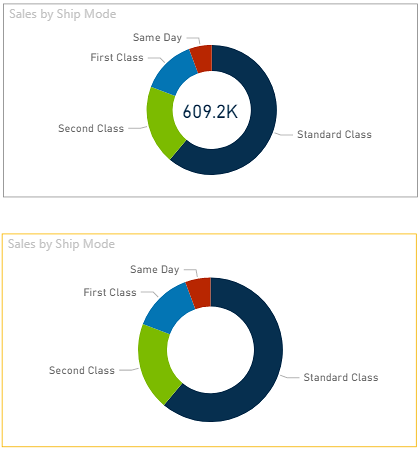 Sales by Ship Mode
Same Day
First Class
609.2K
Second Class
Standard Class
Sales by Ship Mode
Same Day
First Class
Second Class
Standard Class